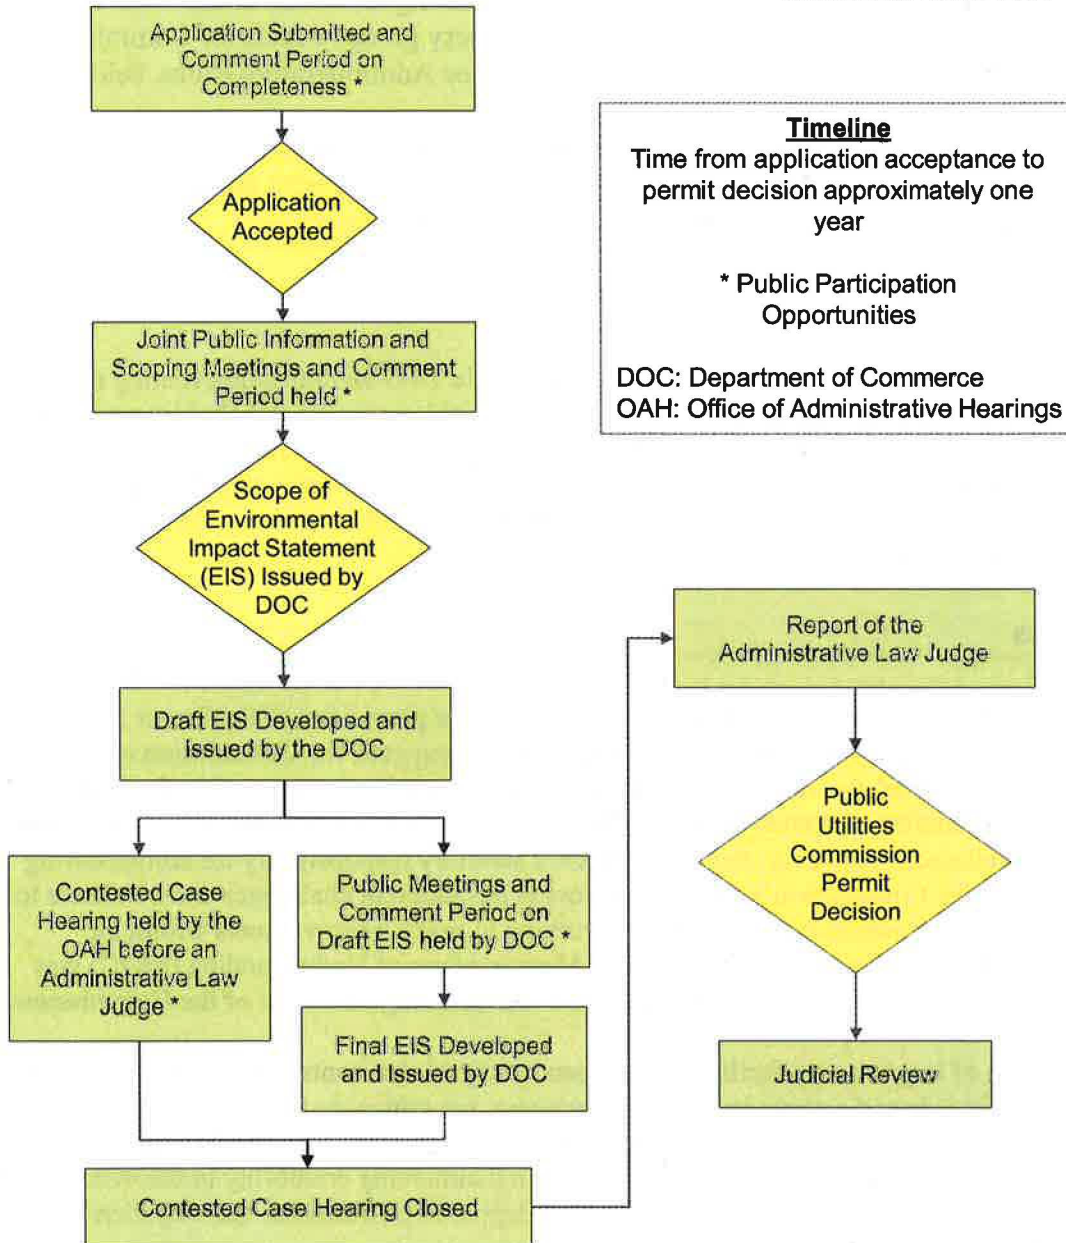 Application Submitted and
Comment Period on
Completeness *
Application
Accepted
Joint Public Information and
Scoping Meetings and Comment
Period held *
Scope of
Environmental
Impact Statement
(EIS) Issued by
DOC
Draft EIS Developed and
Issued by the DOC
Contested Case
Hearing held by the
OAH before an
Administrative Law
Judge *
Public Meetings and
Comment Period on
Draft EIS held by DOC *
Final EIS Developed
and Issued by DOC
Contested Case Hearing Closed
Timeline
Time from application acceptance to
permit decision approximately one
year
* Public Participation
Opportunities
DOC: Department of Commerce
OAH: Office of Administrative Hearings
Report of the
Administrative Law Judge
Public
Utilities
Commission
Permit
Decision
Judicial Review